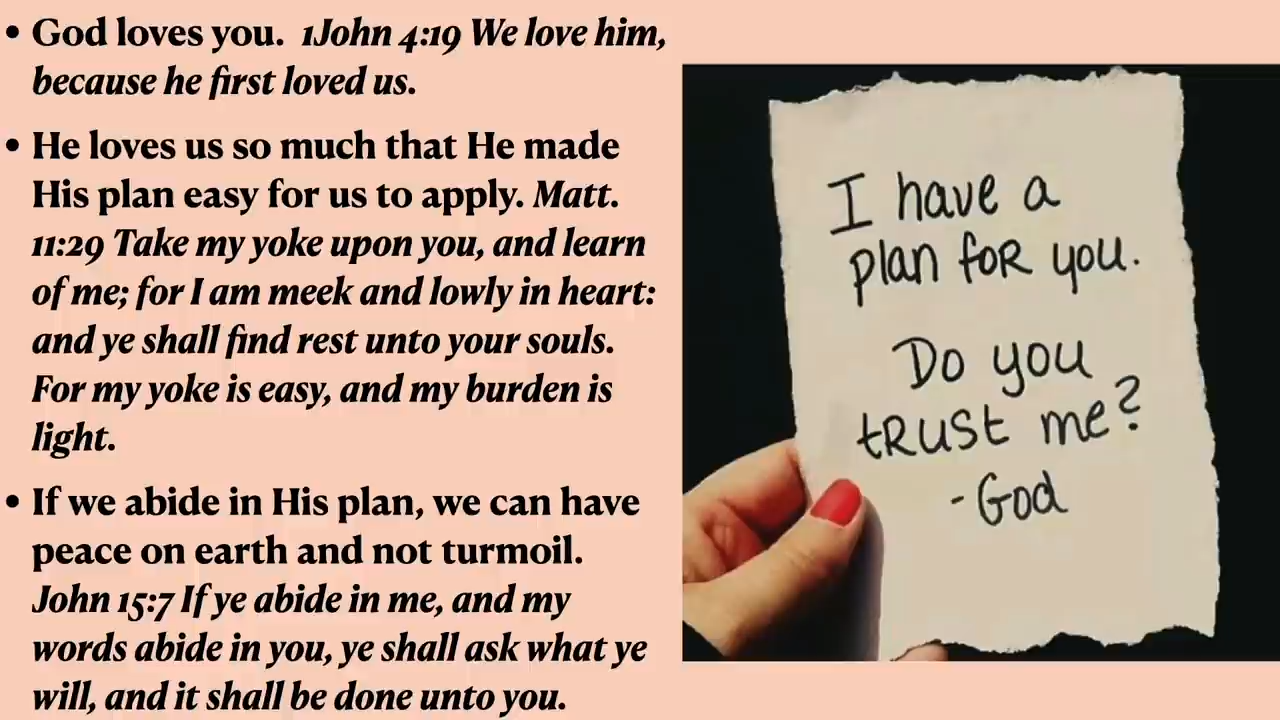 • God loves you. 1John 4:19 We love him,
because he first loved us.
• He loves us so much that He made
His plan easy for us to apply. Matt.
11:29 Take my yoke upon you, and learn
of me; for I am meek and lowly in heart:
and ye shall find rest unto your souls.
For my yoke is easy, and my burden is
light.
• If we abide in His plan, we can have
peace on earth and not turmoil.
John 15:7 If ye abide in me, and my
words abide in you, ye shall ask what ye
will, and it shall be done unto you.
I have a
plan for you.
Do you
trust me?
-God